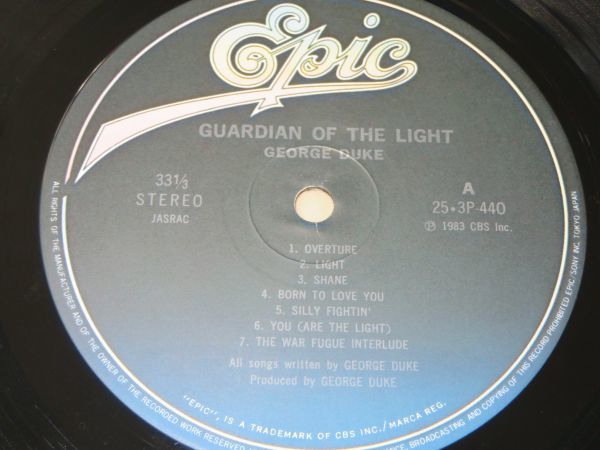 Epic
GUARDIAN OF THE LIGHT
GEORGE DUKE
33 1/3
STEREO
JASRAC
A
25•3P-440
Ⓟ 1983 CBS Inc.
1. OVERTURE
2. LIGHT
3. SHANE
4. BORN TO LOVE YOU
5. SILLY FIGHTIN'
6. YOU (ARE THE LIGHT)
7. THE WAR FUGUE INTERLUDE
All songs written by GEORGE DUKE
Produced by GEORGE DUKE
"EPIC", IS A TRADEMARK OF CBS INC./MARCA REG.
ALL RIGHTS OF THE MANUFACTURER AND OF THE OWNER OF THE RECORDED WORK RESERVED BROADCASTING AND COPYING OF THIS RECORD PROHIBITED EPIC/SONY INC. TOKYO JAPAN